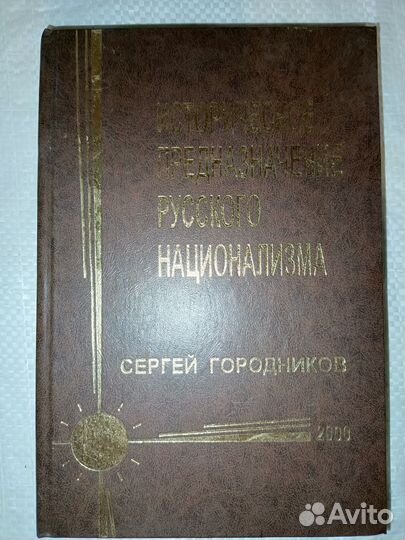 ИСТОРИЧЕСКОЕ
ПРЕДНАЗНАЧЕНИЕ
РУССКОГО
НАЦИОНАЛИЗМА
СЕРГЕЙ ГОРОДНИКОВ
2000
Avito